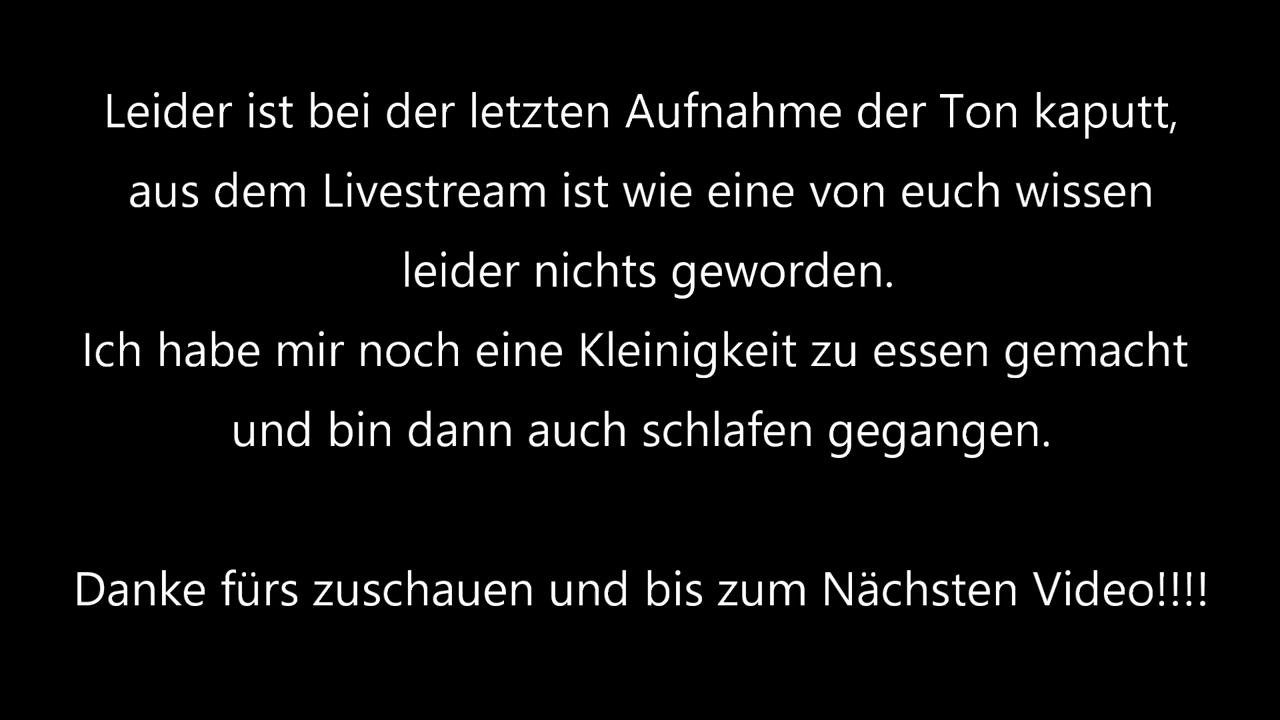 Leider ist bei der letzten Aufnahme der Ton kaputt,
aus dem Livestream ist wie eine von euch wissen
leider nichts geworden.
Ich habe mir noch eine Kleinigkeit zu essen gemacht
und bin dann auch schlafen gegangen.
Danke fürs zuschauen und bis zum Nächsten Video!!!!